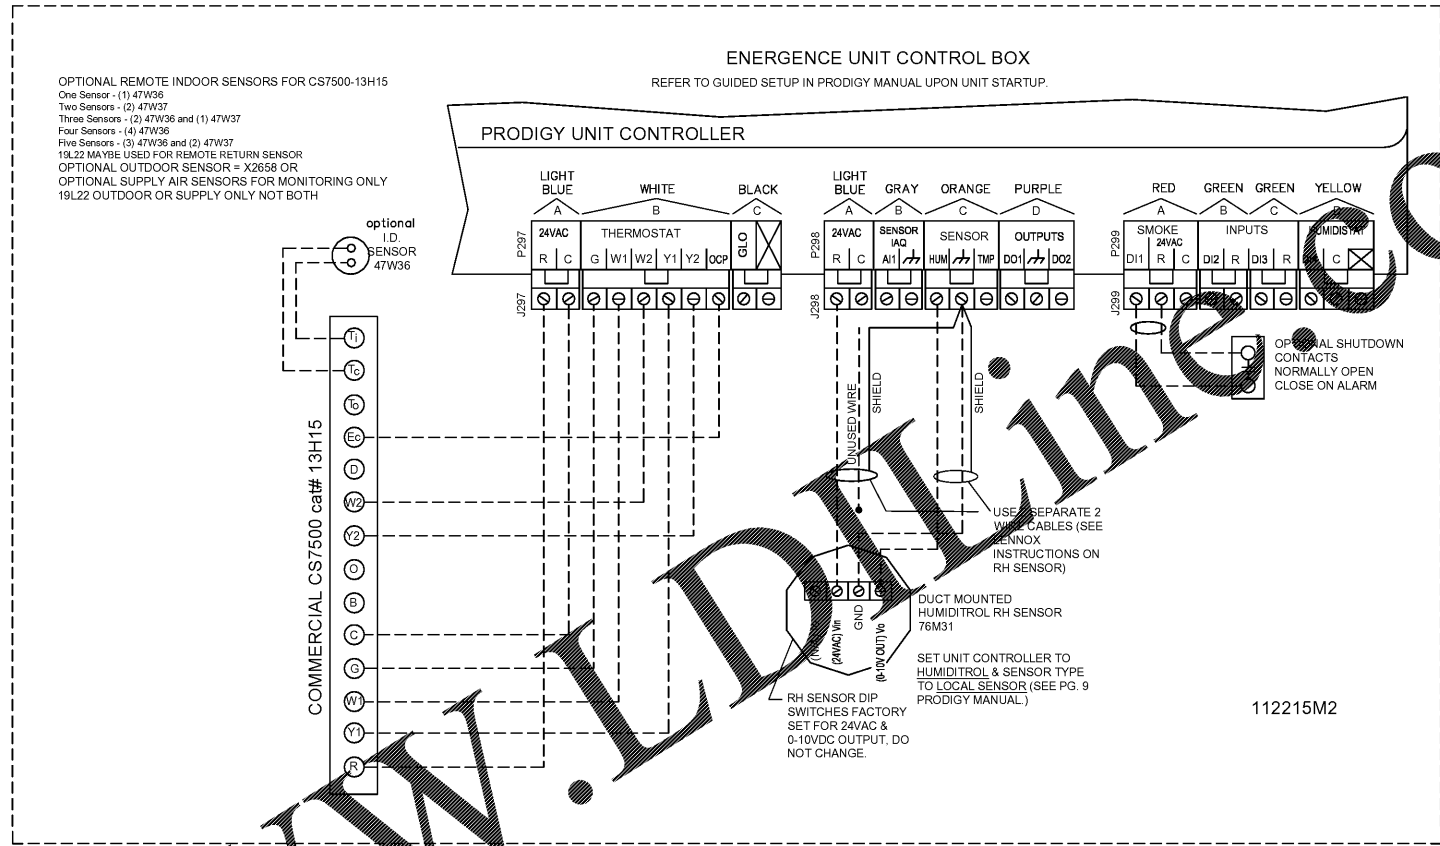 ENERGENCE UNIT CONTROL BOX
REFER TO GUIDED SETUP IN PRODIGY MANUAL UPON UNIT STARTUP.
OPTIONAL REMOTE INDOOR SENSORS FOR CS7500-13H15
One Sensor - (1) 47W36
Two Sensors - (2) 47W37
Three Sensors - (2) 47W36 and (1) 47W37
Four Sensors - (4) 47W36
Five Sensors - (3) 47W36 and (2) 47W37
19L22 MAYBE USED FOR REMOTE RETURN SENSOR
OPTIONAL OUTDOOR SENSOR = X2658 OR
OPTIONAL SUPPLY AIR SENSORS FOR MONITORING ONLY
19L22 OUTDOOR OR SUPPLY ONLY NOT BOTH
optional
I.D.
SENSOR
47W36
PRODIGY UNIT CONTROLLER
LIGHT BLUE WHITE BLACK
A B C
P297
24VAC THERMOSTAT
R C G W1 W2 Y1 Y2 OCP GLO
J297
LIGHT BLUE GRAY ORANGE PURPLE
A B C D
P298
24VAC SENSOR IAQ SENSOR OUTPUTS
R C AI1 HUM TMP DO1 DO2
J298
RED GREEN GREEN YELLOW
A B C D
P299
SMOKE 24VAC INPUTS HUMIDISTAT
DI1 R C DI2 R DI3 R C
J299
OPTIONAL SHUTDOWN
CONTACTS
NORMALLY OPEN
CLOSE ON ALARM
COMMERCIAL CS7500 cat# 13H15
Ti
Tc
To
Ec
D
W2
Y2
O
B
C
G
W1
Y1
R
UNUSED WIRE
SHIELD
SHIELD
USE 2 SEPARATE 2
WIRE CABLES (SEE
LENNOX
INSTRUCTIONS ON
RH SENSOR)
DUCT MOUNTED
HUMIDITROL RH SENSOR
76M31
(24VAC) Vin
GND
(0-10V OUT) Vo
SET UNIT CONTROLLER TO
HUMIDITROL & SENSOR TYPE
TO LOCAL SENSOR (SEE PG. 9
PRODIGY MANUAL.)
RH SENSOR DIP
SWITCHES FACTORY
SET FOR 24VAC &
0-10VDC OUTPUT, DO
NOT CHANGE.
112215M2
W.LDILine.co